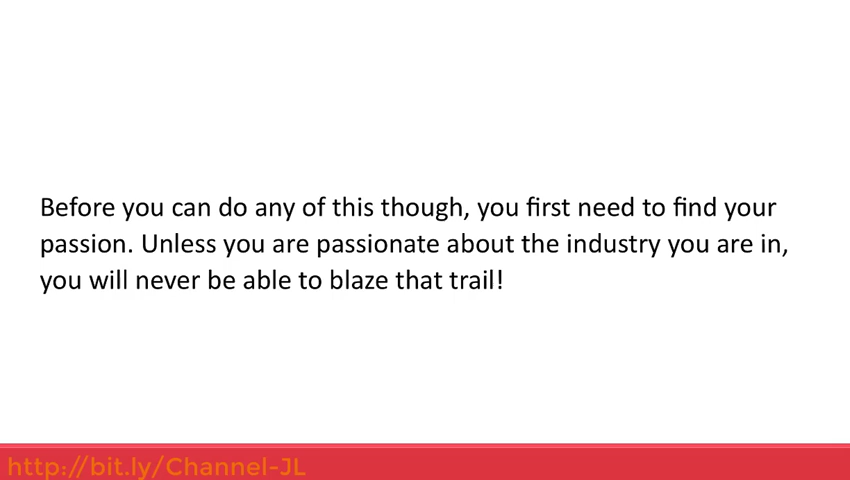 Before you can do any of this though, you first need to find your
passion. Unless you are passionate about the industry you are in,
you will never be able to blaze that trail!
http://bit.ly/Channel-JL